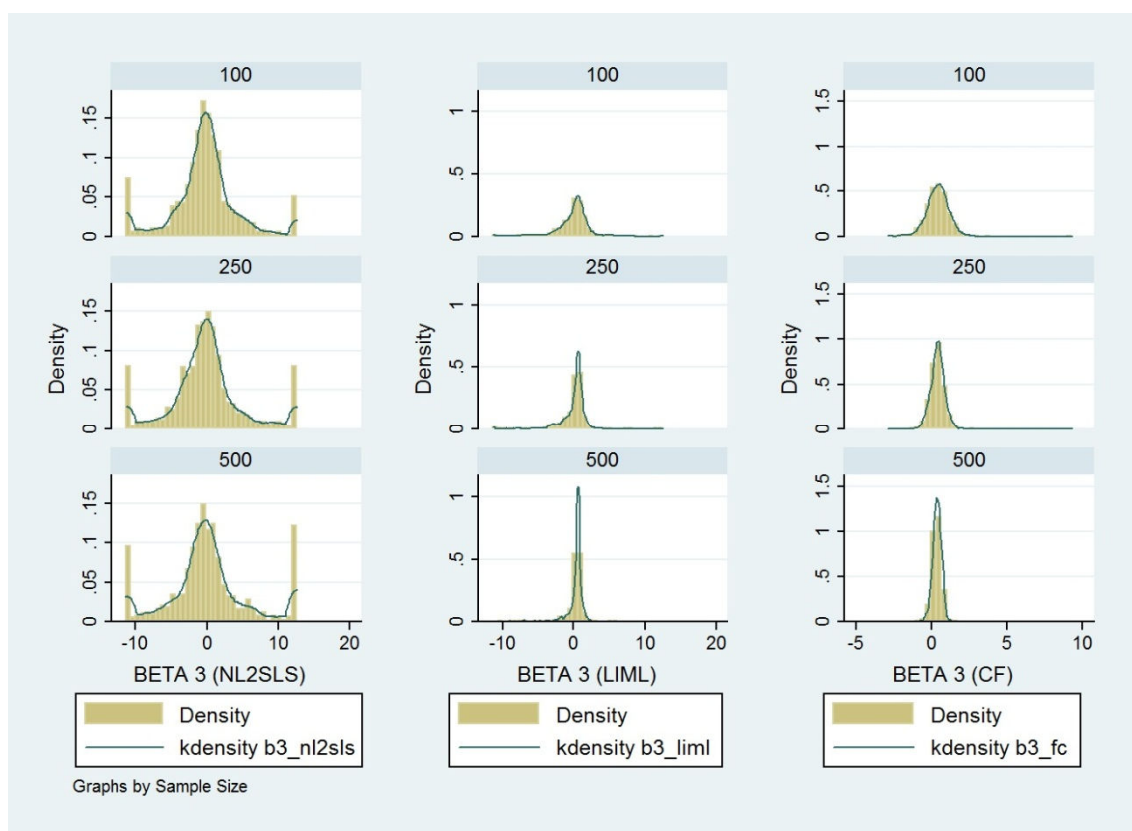 100
100
100
0 .05 .1 .15
0 .5 1
0 .5 1 1.5
250
250
250
Density
Density
Density
0 .05 .1 .15
0 .5 1
0 .5 1 1.5
500
500
500
0 .05 .1 .15
0 .5 1
0 .5 1 1.5
-10 0 10 20
-10 0 10 20
-5 0 5 10
BETA 3 (NL2SLS)
BETA 3 (LIML)
BETA 3 (CF)
Density
kdensity b3_nl2sls
Density
kdensity b3_liml
Density
kdensity b3_fc
Graphs by Sample Size